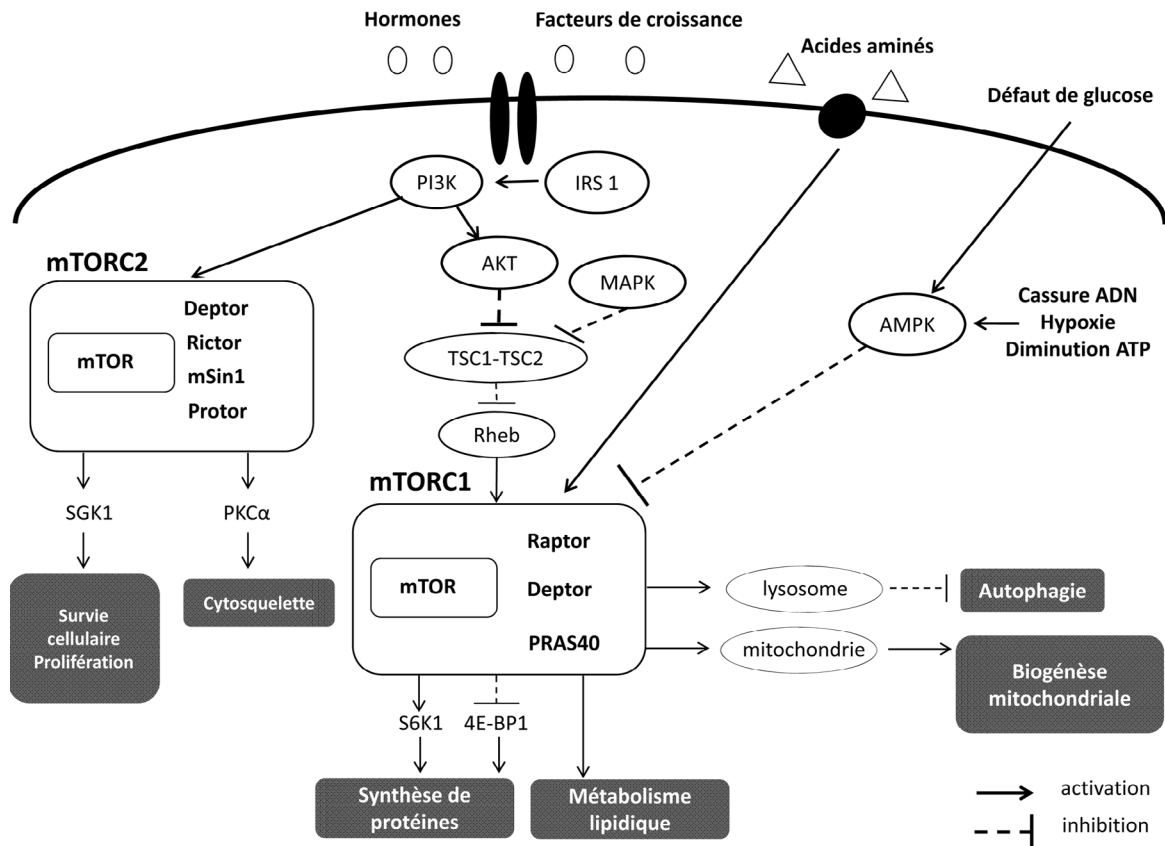 Hormones
Facteurs de croissance
Acides aminés
Défaut de glucose
PI3K
IRS 1
mTORC2
AKT
MAPK
Deptor
Rictor
mSin1
Protor
mTOR
TSC1-TSC2
AMPK
Cassure ADN
Hypoxie
Diminution ATP
Rheb
mTORC1
SGK1
PKCα
Raptor
Deptor
PRAS40
mTOR
lysosome
Autophagie
Survie
cellulaire
Prolifération
Cytosquelette
mitochondrie
Biogénèse
mitochondriale
S6K1
4E-BP1
Synthèse de
protéines
Métabolisme
lipidique
activation
inhibition